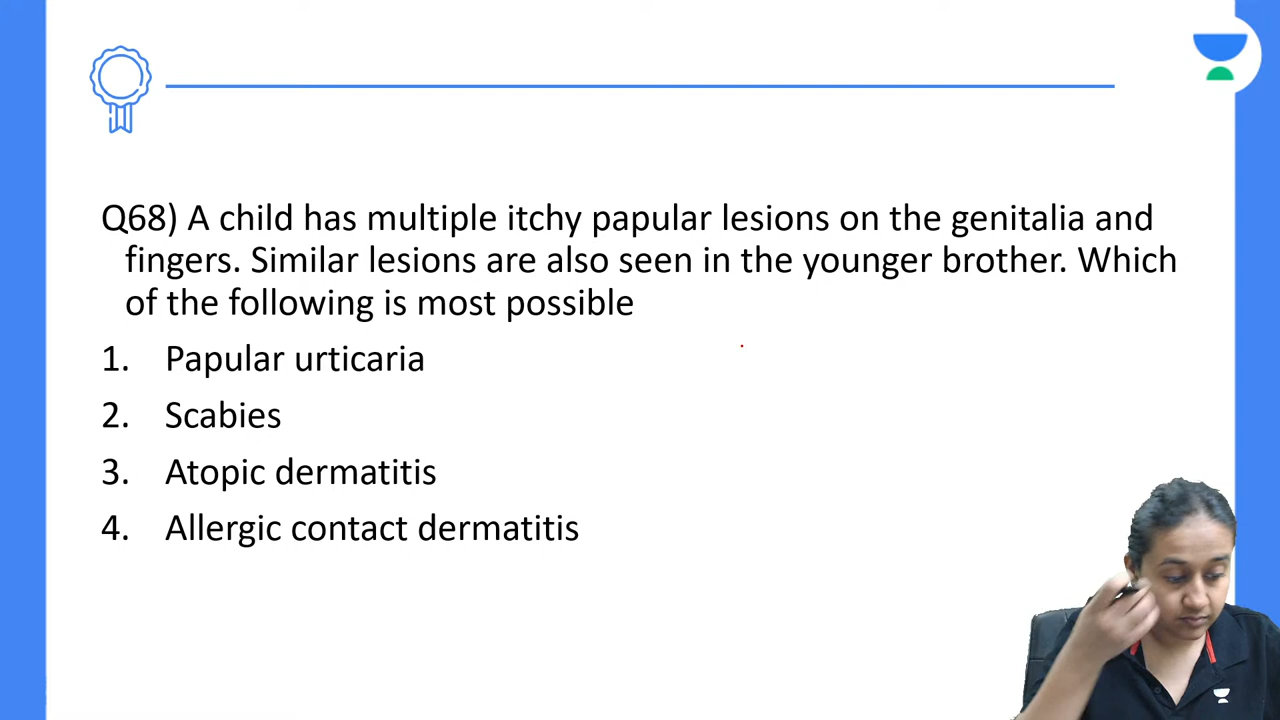 Q68) A child has multiple itchy papular lesions on the genitalia and
fingers. Similar lesions are also seen in the younger brother. Which
of the following is most possible
1. Papular urticaria
2. Scabies
3. Atopic dermatitis
4. Allergic contact dermatitis